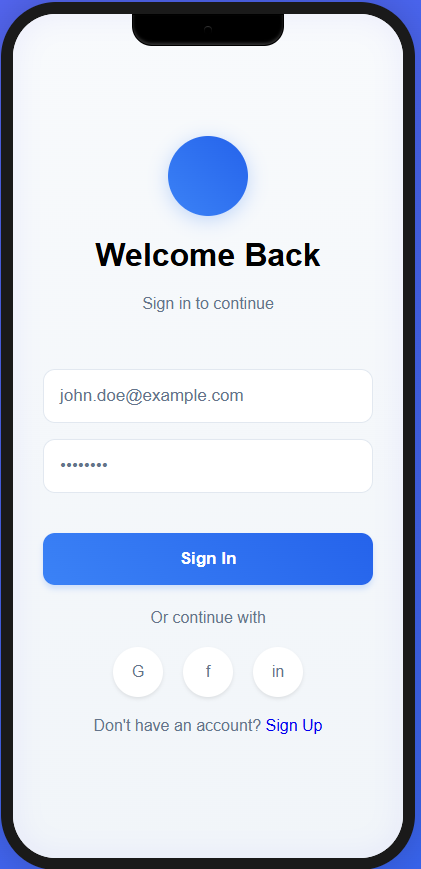 Welcome Back
Sign in to continue
john.doe@example.com
••••••••
Sign In
Or continue with
G f in
Don't have an account? Sign Up